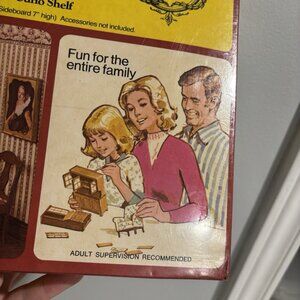 Shelf
Sideboard 7" high) Accessories not included.
Fun for the
entire family
ADULT SUPERVISION RECOMMENDED